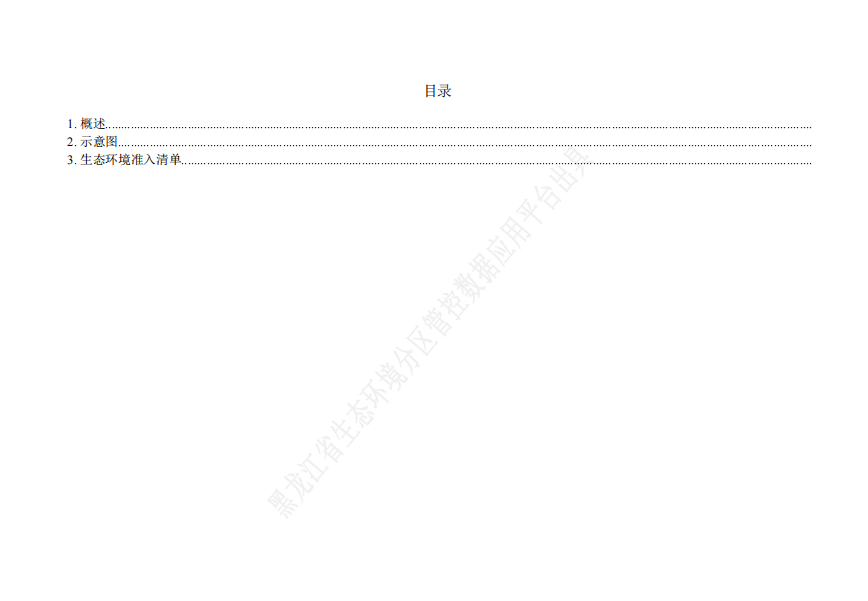 目录
1. 概述........................................................................................................................
2. 示意图........................................................................................................................
3. 生态环境准入清单........................................................................................................................
黑龙江省生态环境分区管控数据应用平台出具